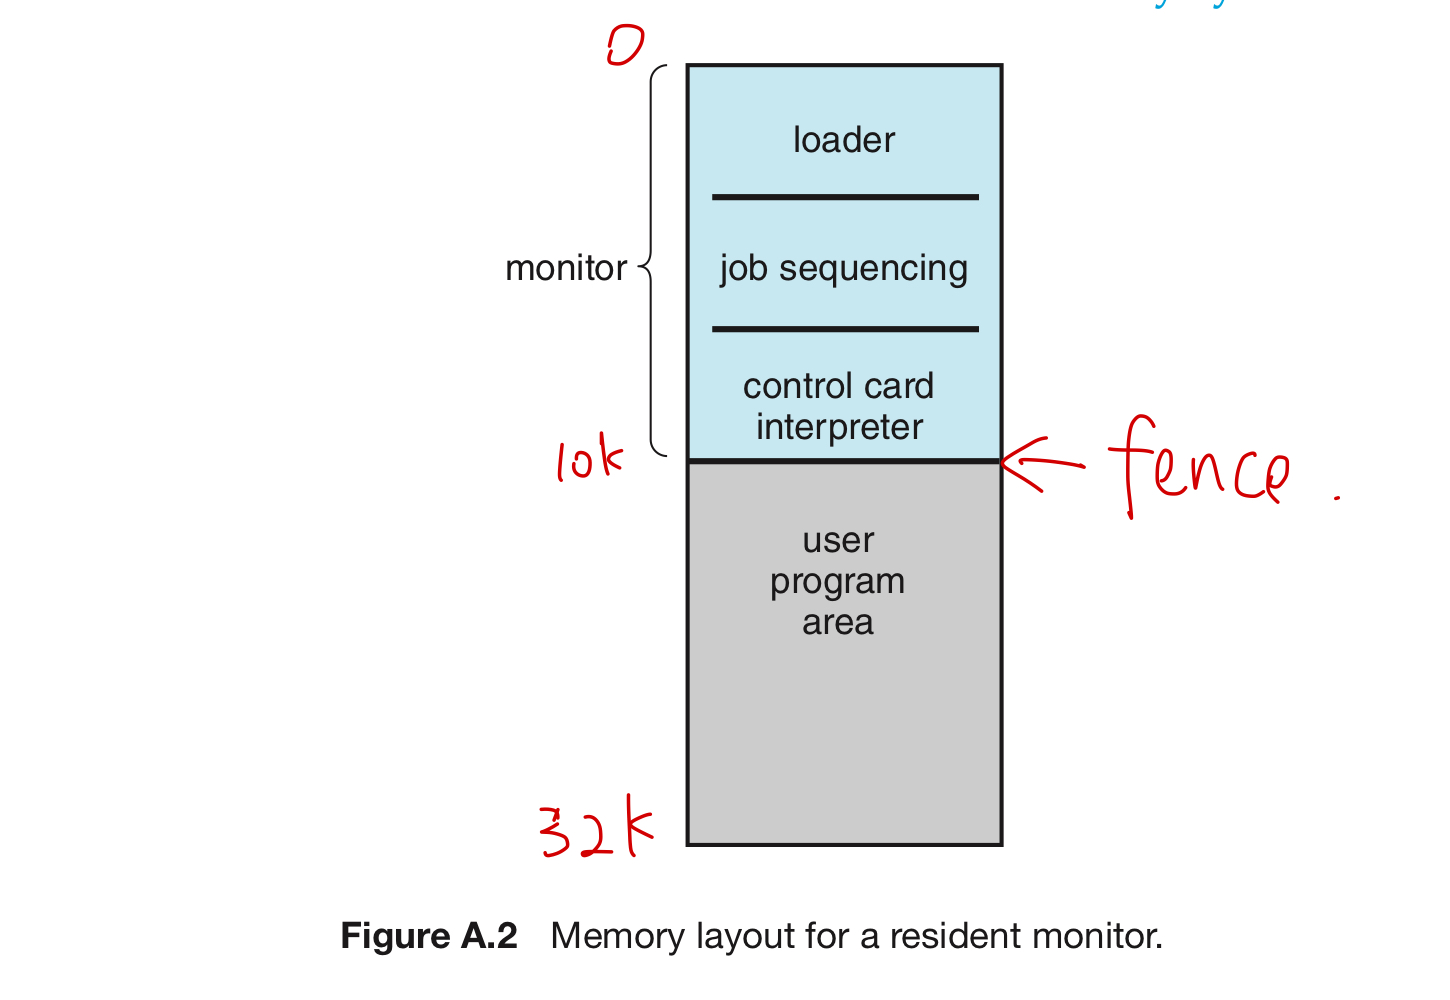 0
loader
job sequencing
monitor
control card
interpreter
10k
fence.
user
program
area
32k
Figure A.2 Memory layout for a resident monitor.